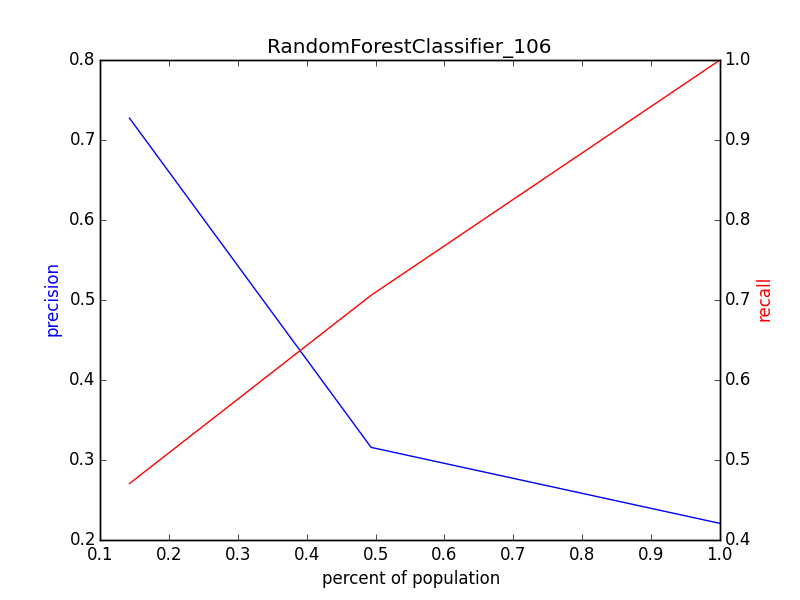 RandomForestClassifier_106
0.8
0.7
0.6
0.5
0.4
0.3
0.2
precision
1.0
0.9
0.8
0.7
0.6
0.5
0.4
recall
0.1 0.2 0.3 0.4 0.5 0.6 0.7 0.8 0.9 1.0
percent of population